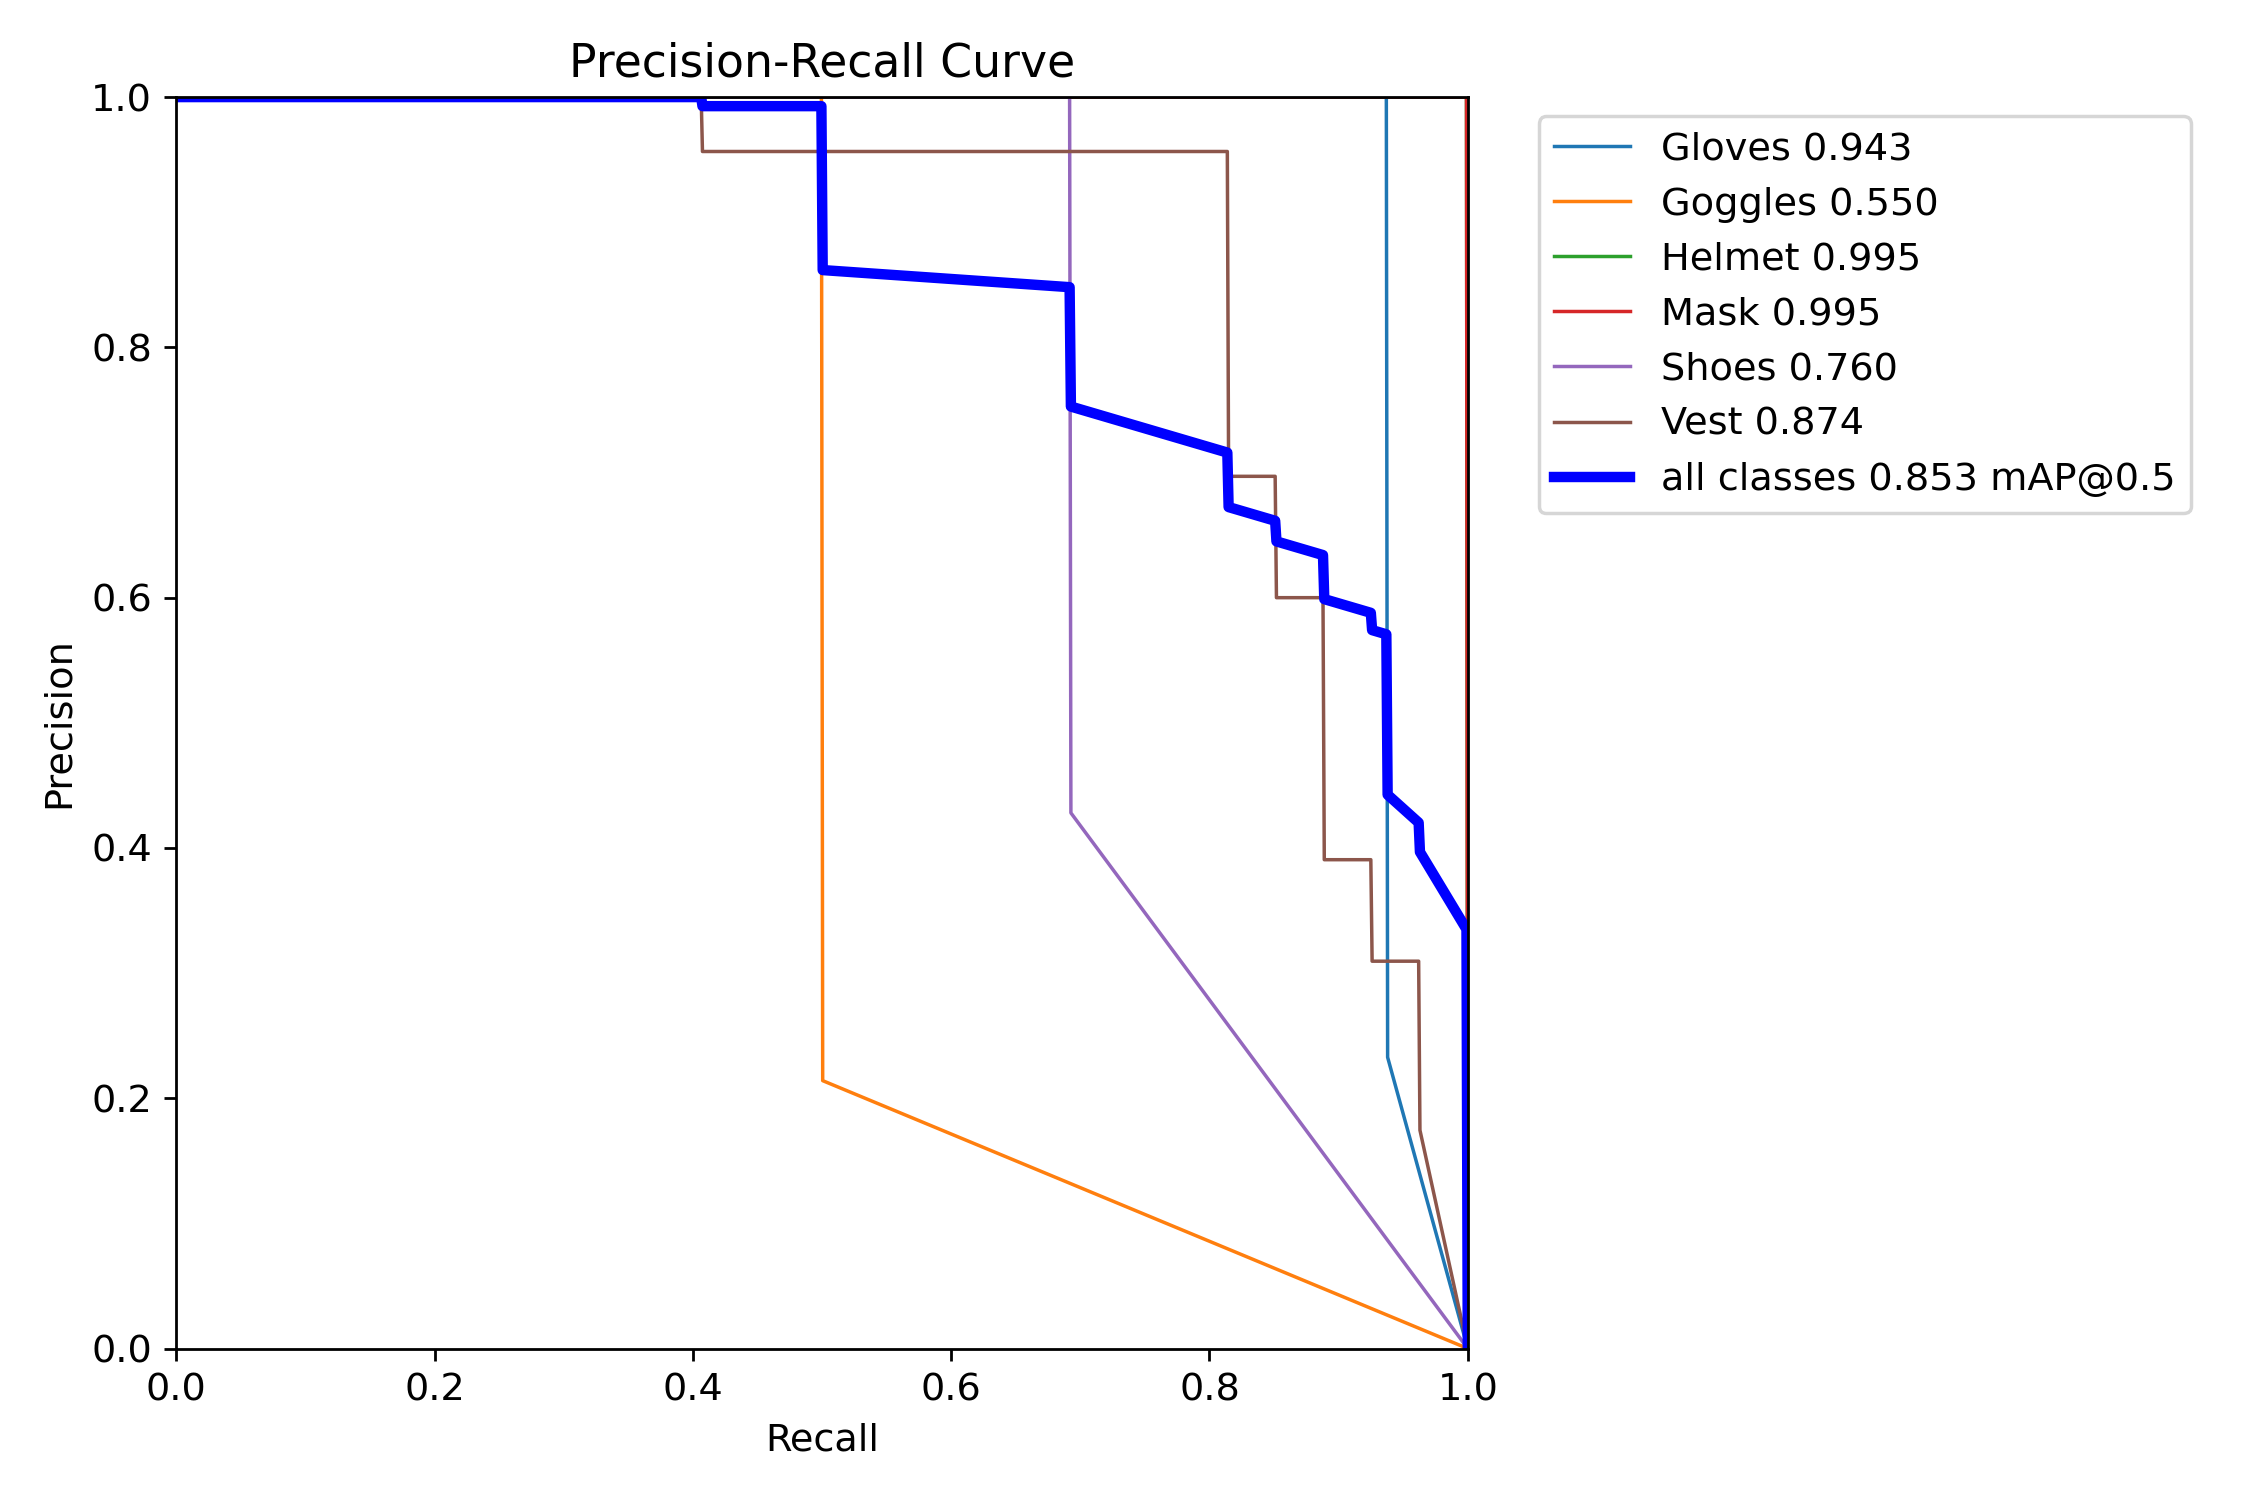 Precision-Recall Curve
1.0
0.8
0.6
0.4
0.2
0.0
Precision
0.0 0.2 0.4 0.6 0.8 1.0
Recall
Gloves 0.943
Goggles 0.550
Helmet 0.995
Mask 0.995
Shoes 0.760
Vest 0.874
all classes 0.853 mAP@0.5